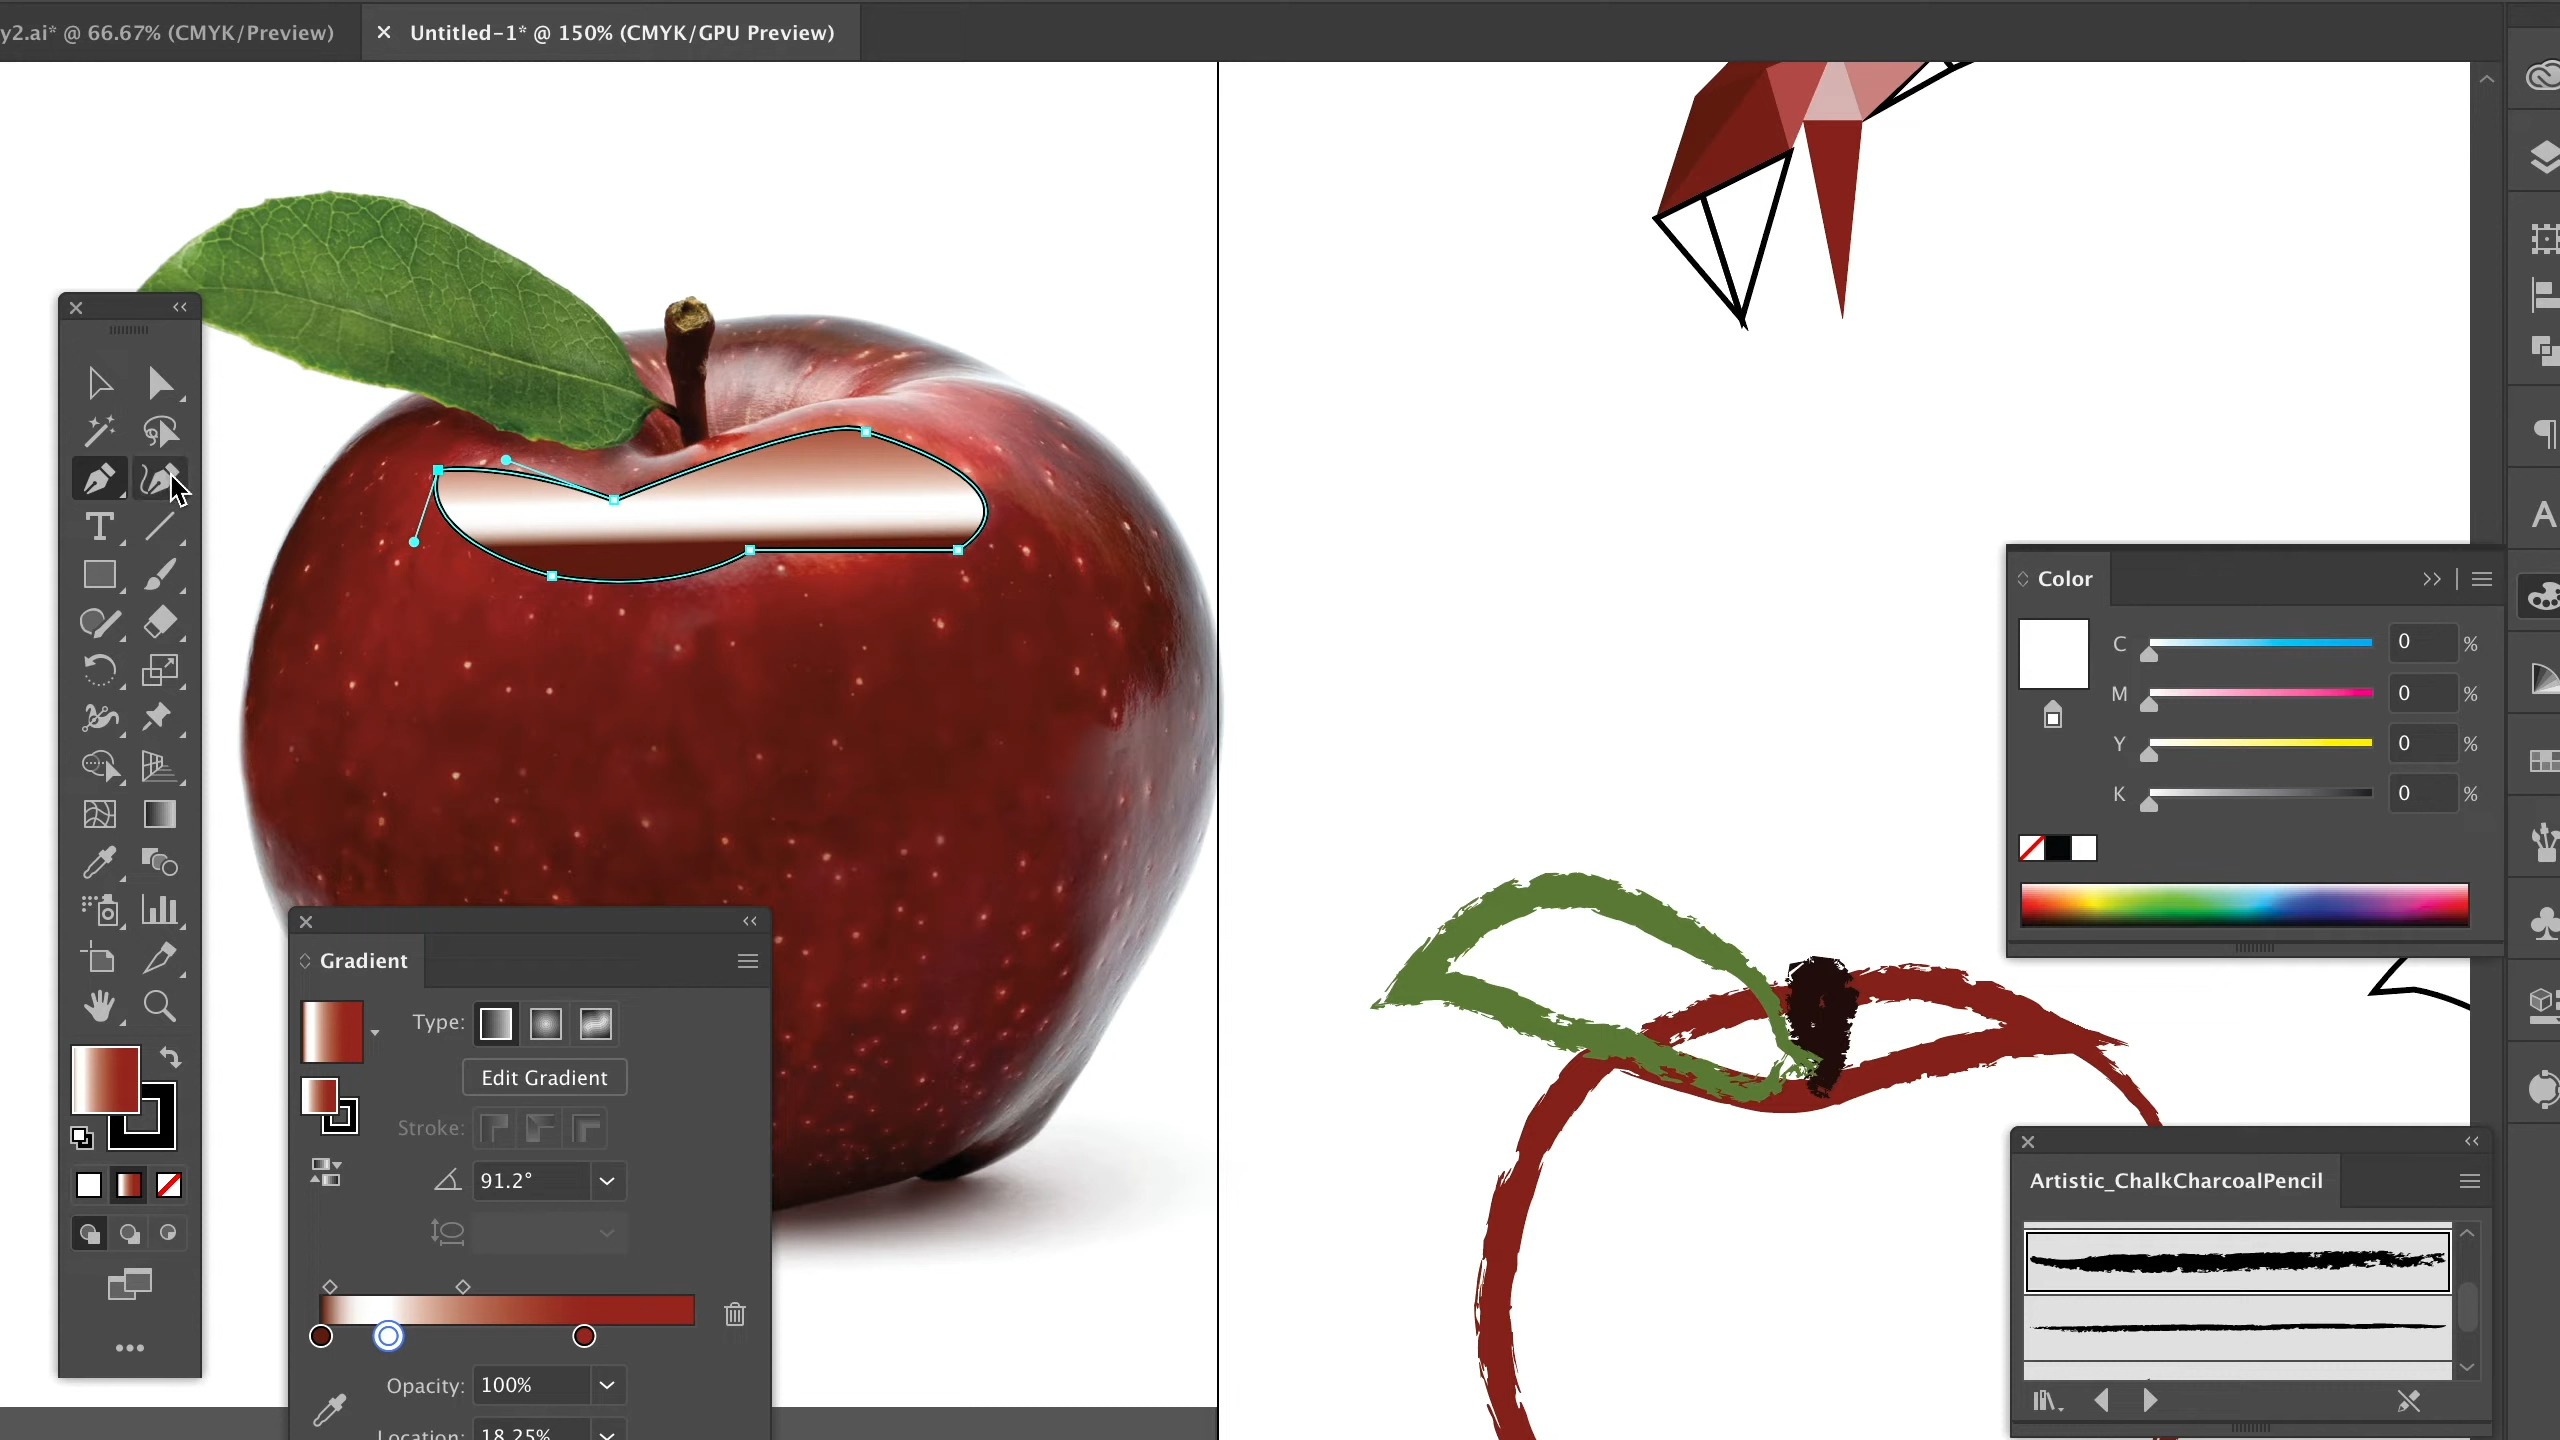 y2.ai* @ 66.67% (CMYK/Preview)
× Untitled-1* @ 150% (CMYK/GPU Preview)
T
Color
C 0 %
M 0 %
Y 0 %
K 0 %
A
Gradient
Type:
Edit Gradient
Stroke:
91.2°
Opacity: 100%
Location: 18.25%
Artistic_ChalkCharcoalPencil